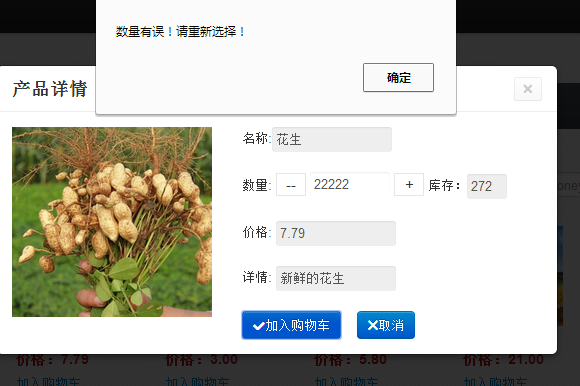 数量有误！请重新选择！
确定
产品详情
名称: 花生
数量: -- 22222 + 库存: 272
价格: 7.79
详情: 新鲜的花生
加入购物车 取消
价格：7.79 价格：3.00 价格：5.80 价格：21.00
加入购物车 加入购物车 加入购物车 加入购物车